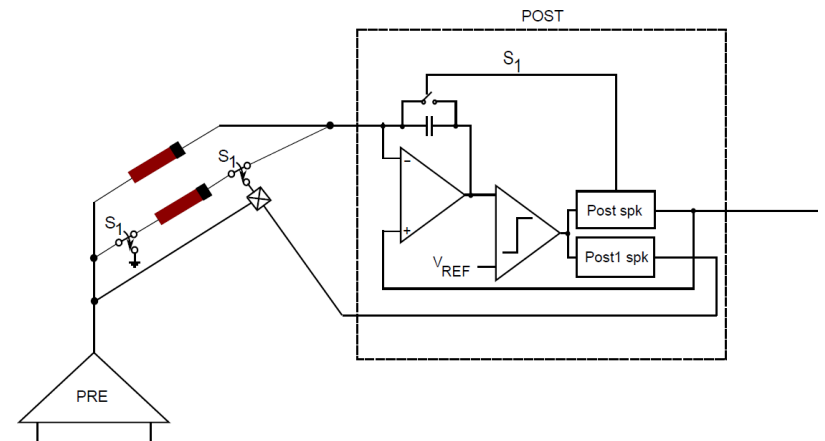 POST
S1
S1
S1
−
+
VREF
Post spk
Post1 spk
PRE